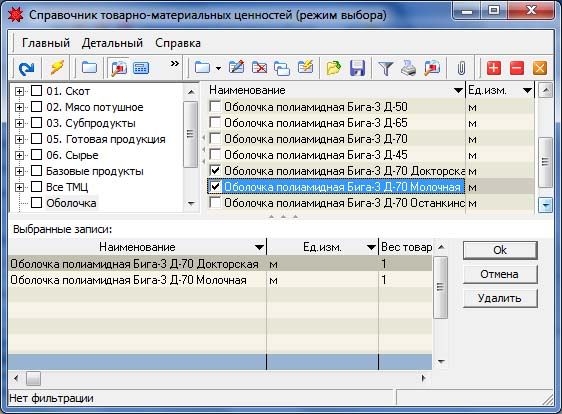 Справочник товарно-материальных ценностей (режим выбора)
Главный Детальный Справка
»
01. Скот
02. Мясо потушное
03. Субпродукты
05. Готовая продукция
06. Сырье
Базовые продукты
Все ТМЦ
Оболочка
Наименование Ед.изм.
Оболочка полиамидная Бига-3 Д-50 м
Оболочка полиамидная Бига-3 Д-65 м
Оболочка полиамидная Бига-3 Д-70 м
Оболочка полиамидная Бига-3 Д-45 м
Оболочка полиамидная Бига-3 Д-70 Докторска м
Оболочка полиамидная Бига-3 Д-70 Молочная м
Оболочка полиамидная Бига-3 Д-70 Останкинс м
Выбранные записи:
Наименование Ед.изм. Вес товар
Оболочка полиамидная Бига-3 Д-70 Докторская м 1
Оболочка полиамидная Бига-3 Д-70 Молочная м 1
Ok
Отмена
Удалить
Нет фильтрации